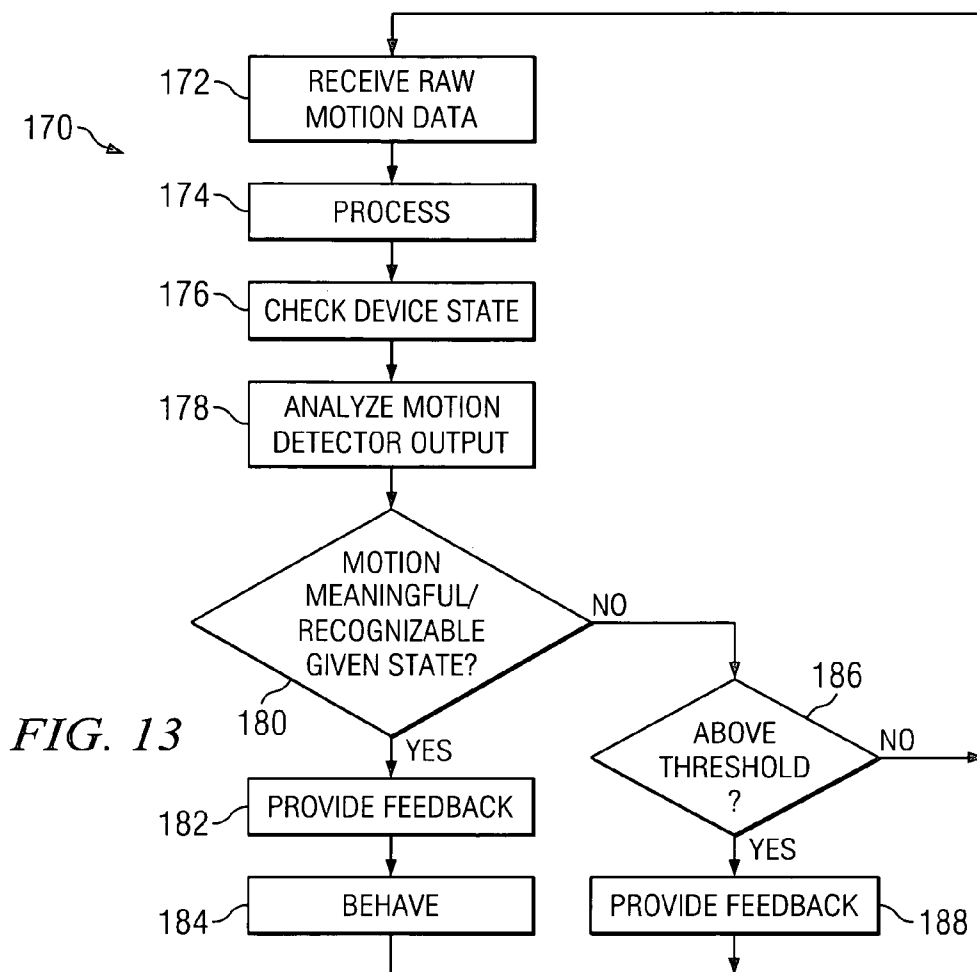 172
RECEIVE RAW
MOTION DATA
170
174
PROCESS
176
CHECK DEVICE STATE
178
ANALYZE MOTION
DETECTOR OUTPUT
MOTION
MEANINGFUL/
RECOGNIZABLE
GIVEN STATE?
NO
180
YES
186
ABOVE
THRESHOLD
?
NO
YES
FIG. 13
182
PROVIDE FEEDBACK
184
BEHAVE
PROVIDE FEEDBACK
188